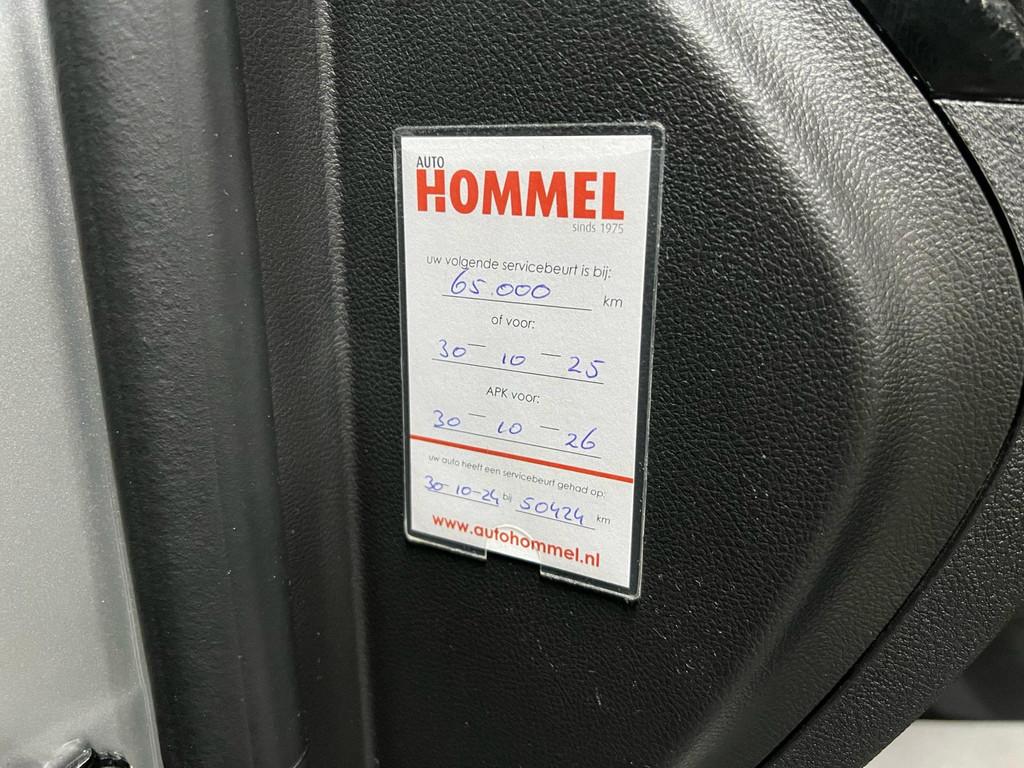 AUTO
HOMMEL
sinds 1975
uw volgende servicebeurt is bij:
65.000 km
of voor:
30 - 10 - 25
APK voor:
30 - 10 - 26
uw auto heeft een servicebeurt gehad op:
30-10-24 bij 50424 km
www.autohommel.nl